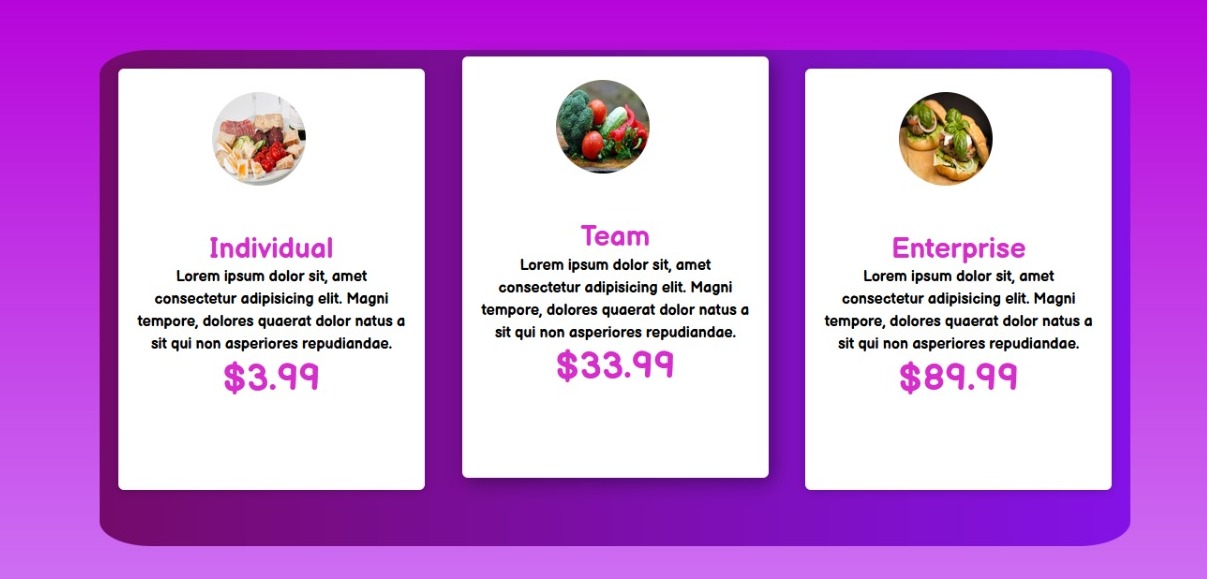 Individual
Lorem ipsum dolor sit, amet
consectetur adipisicing elit. Magni
tempore, dolores quaerat dolor natus a
sit qui non asperiores repudiandae.
$3.99
Team
Lorem ipsum dolor sit, amet
consectetur adipisicing elit. Magni
tempore, dolores quaerat dolor natus a
sit qui non asperiores repudiandae.
$33.99
Enterprise
Lorem ipsum dolor sit, amet
consectetur adipisicing elit. Magni
tempore, dolores quaerat dolor natus a
sit qui non asperiores repudiandae.
$89.99